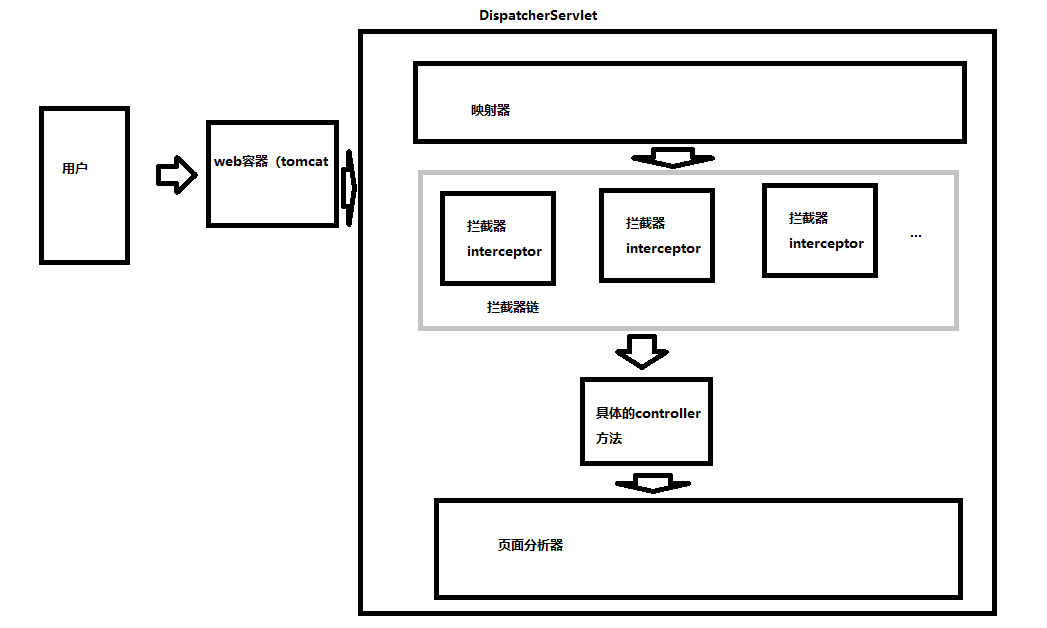 DispatcherServlet
用户
web容器（tomcat
映射器
拦截器
interceptor
拦截器
interceptor
拦截器
interceptor
...
拦截器链
具体的controller
方法
页面分析器